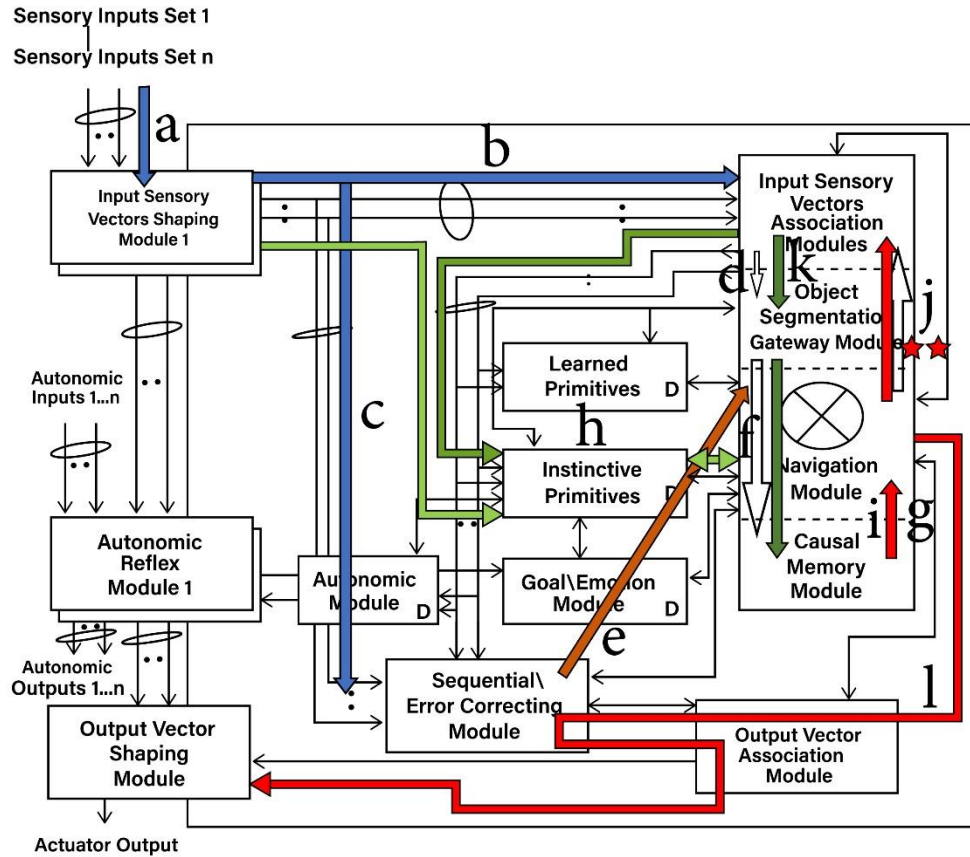 Sensory Inputs Set 1
Sensory Inputs Set n
a
b
Input Sensory
Vectors Shaping
Module 1
Input Sensory
Vectors
Association
Modules
d
k
Object
Segmentatio
Gateway Modu
j
c
Learned
Primitives
D
Autonomic
Inputs 1...n
h
Instinctive
Primitives
D
f
Navigation
Module
i
g
Autonomic
Reflex
Module 1
Autonomic
Module
D
Goal\Emotion
Module
D
Causal
Memory
Module
e
Autonomic
Outputs 1...n
Sequential\
Error Correcting
Module
l
Output Vector
Shaping
Module
Output Vector
Association
Module
Actuator Output